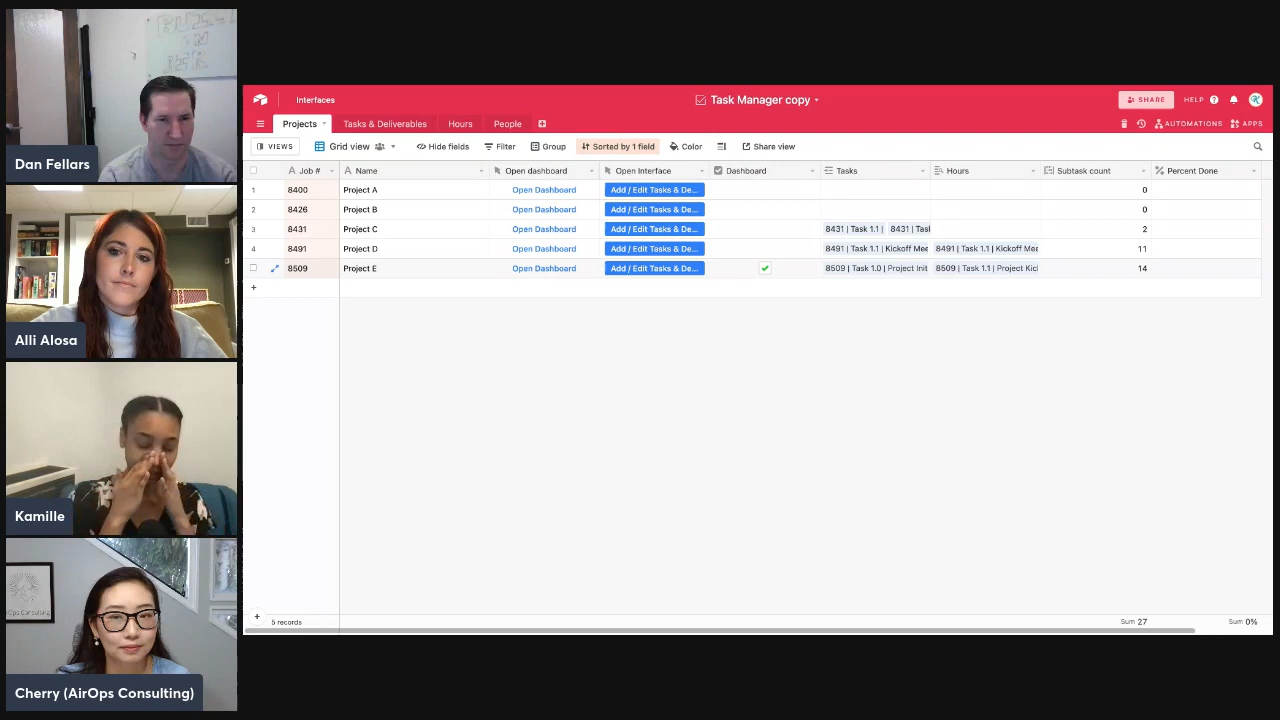 Dan Fellars
Alli Alosa
Kamille
Ops Consulting
Cherry (AirOps Consulting)
Interfaces
Task Manager copy
SHARE
HELP
Projects
Tasks & Deliverables
Hours
People
AUTOMATIONS
APPS
VIEWS
Grid view
Hide fields
Filter
Group
Sorted by 1 field
Color
Share view
Job # Name Open dashboard Open Interface Dashboard Tasks Hours Subtask count Percent Done
1 8400 Project A Open Dashboard Add / Edit Tasks & De... 0
2 8426 Project B Open Dashboard Add / Edit Tasks & De... 0
3 8431 Project C Open Dashboard Add / Edit Tasks & De... 8431 | Task 1.1 | 8431 | Tas 2
4 8491 Project D Open Dashboard Add / Edit Tasks & De... 8491 | Task 1.1 | Kickoff Mee 8491 | Task 1.1 | Kickoff Mee 11
8509 Project E Open Dashboard Add / Edit Tasks & De... 8509 | Task 1.0 | Project Init 8509 | Task 1.1 | Project Kic 14
+
+
5 records
Sum 27
Sum 0%